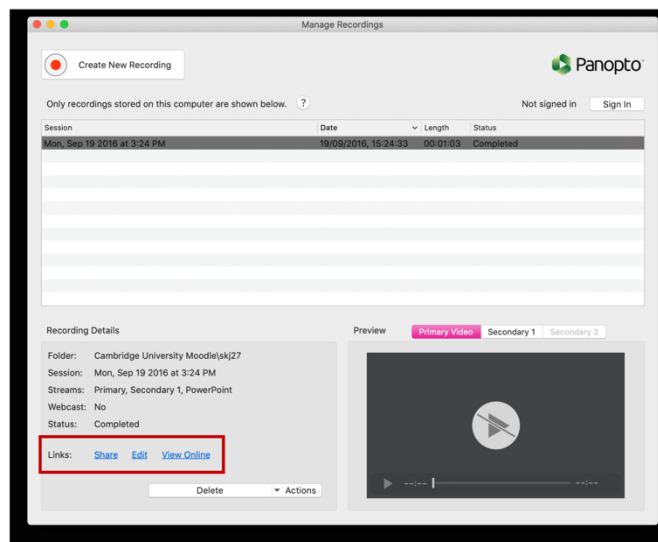 Manage Recordings
Create New Recording
Panopto
Only recordings stored on this computer are shown below. ?
Not signed in Sign In
Session Date Length Status
Mon, Sep 19 2016 at 3:24 PM 19/09/2016, 15:24:33 00:01:03 Completed
Recording Details
Preview Primary Video Secondary 1 Secondary 2
Folder: Cambridge University Moodle\skj27
Session: Mon, Sep 19 2016 at 3:24 PM
Streams: Primary, Secondary 1, PowerPoint
Webcast: No
Status: Completed
Links: Share Edit View Online
Delete Actions
--:-- --:--